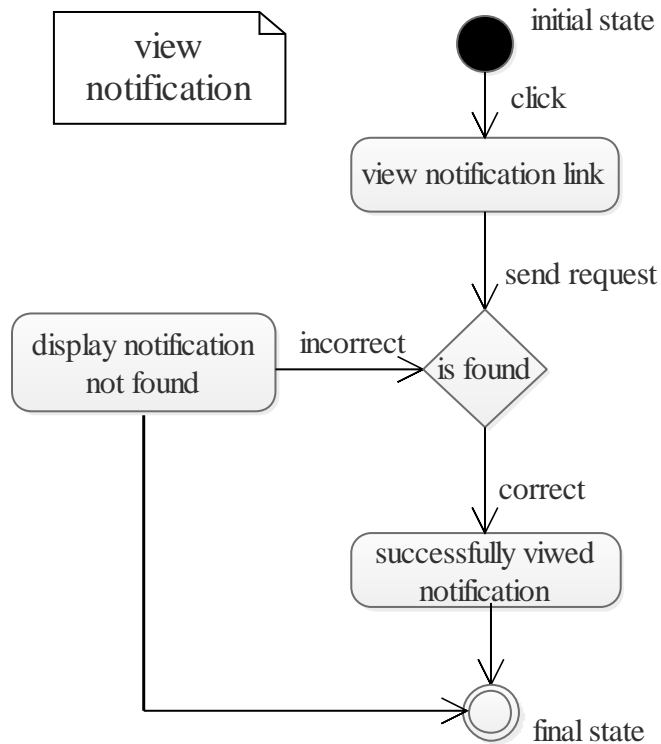 view
notification
initial state
click
view notification link
send request
display notification
not found
incorrect
is found
correct
successfully viwed
notification
final state